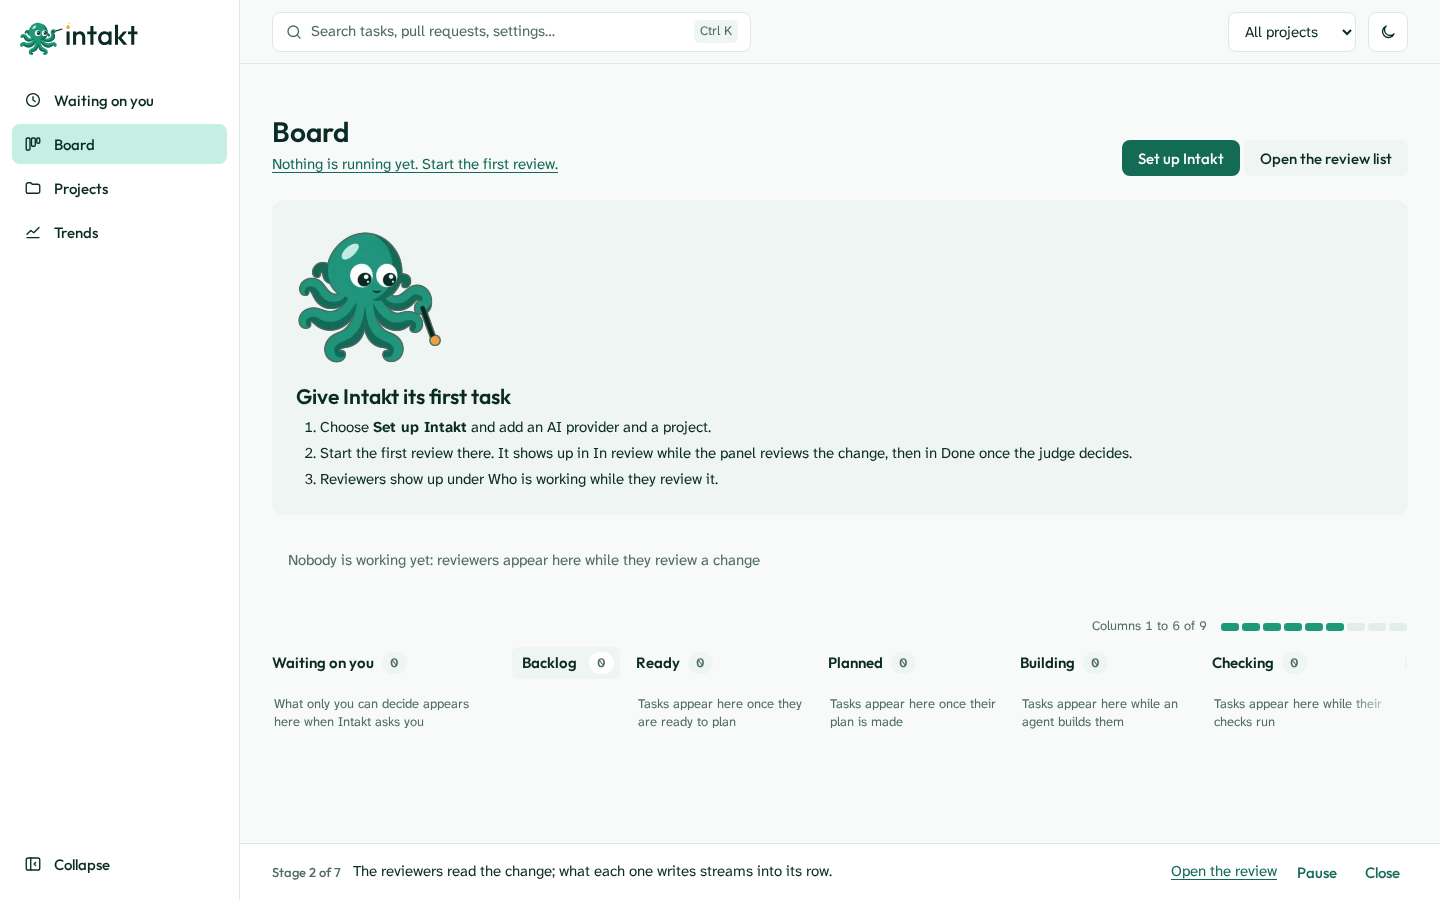 intakt
Search tasks, pull requests, settings...
Ctrl K
All projects
Waiting on you
Board
Projects
Trends
Collapse
Board
Nothing is running yet. Start the first review.
Set up Intakt
Open the review list
Give Intakt its first task
1. Choose Set up Intakt and add an AI provider and a project.
2. Start the first review there. It shows up in In review while the panel reviews the change, then in Done once the judge decides.
3. Reviewers show up under Who is working while they review it.
Nobody is working yet: reviewers appear here while they review a change
Columns 1 to 6 of 9
Waiting on you 0
What only you can decide appears
here when Intakt asks you
Backlog 0
Ready 0
Tasks appear here once they
are ready to plan
Planned 0
Tasks appear here once their
plan is made
Building 0
Tasks appear here while an
agent builds them
Checking 0
Tasks appear here while their
checks run
Stage 2 of 7
The reviewers read the change; what each one writes streams into its row.
Open the review
Pause
Close